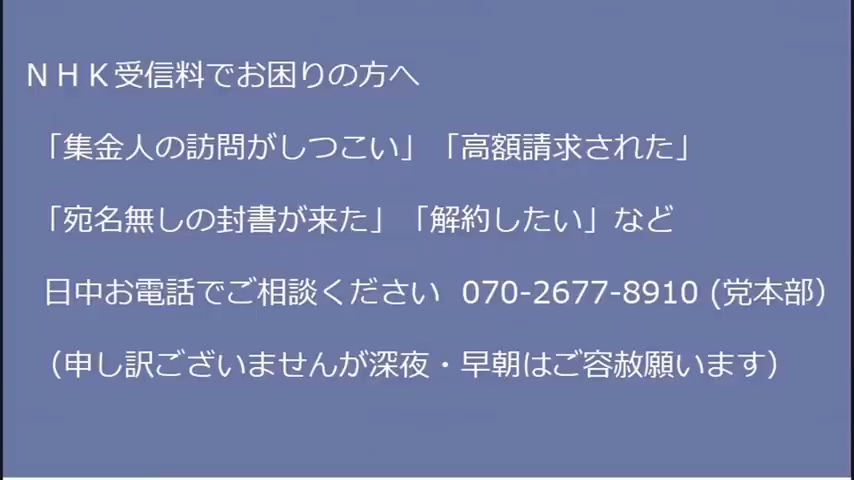 ＮＨＫ受信料でお困りの方へ
「集金人の訪問がしつこい」「高額請求された」
「宛名無しの封書が来た」「解約したい」など
日中お電話でご相談ください 070-2677-8910 (党本部）
（申し訳ございませんが深夜・早朝はご容赦願います）